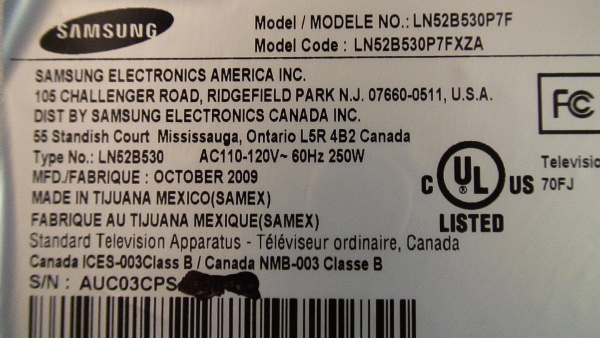 SAMSUNG
Model / MODELE NO.: LN52B530P7F
Model Code : LN52B530P7FXZA
SAMSUNG ELECTRONICS AMERICA INC.
105 CHALLENGER ROAD, RIDGEFIELD PARK N.J. 07660-0511, U.S.A.
DIST BY SAMSUNG ELECTRONICS CANADA INC.
55 Standish Court Mississauga, Ontario L5R 4B2 Canada
Type No.: LN52B530 AC110-120V~ 60Hz 250W
MFD./FABRIQUE : OCTOBER 2009
MADE IN TIJUANA MEXICO(SAMEX)
FABRIQUE AU TIJUANA MEXIQUE(SAMEX)
Standard Television Apparatus - Téléviseur ordinaire, Canada
Canada ICES-003Class B / Canada NMB-003 Classe B
S/N : AUC03CPS
FC
C UL US
®
LISTED
Televisio
70FJ